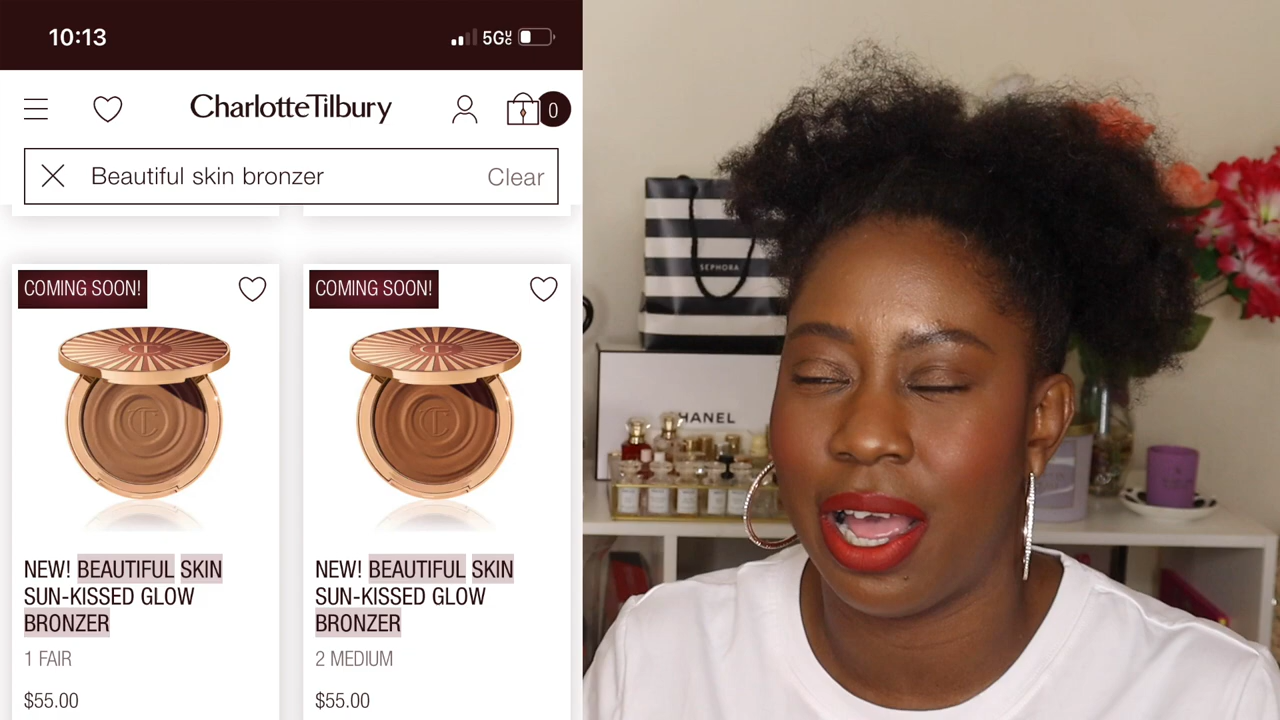 10:13
5G
CharlotteTilbury
0
Beautiful skin bronzer
Clear
COMING SOON!
COMING SOON!
NEW! BEAUTIFUL SKIN
SUN-KISSED GLOW
BRONZER
1 FAIR
$55.00
NEW! BEAUTIFUL SKIN
SUN-KISSED GLOW
BRONZER
2 MEDIUM
$55.00
SEPHORA
CHANEL